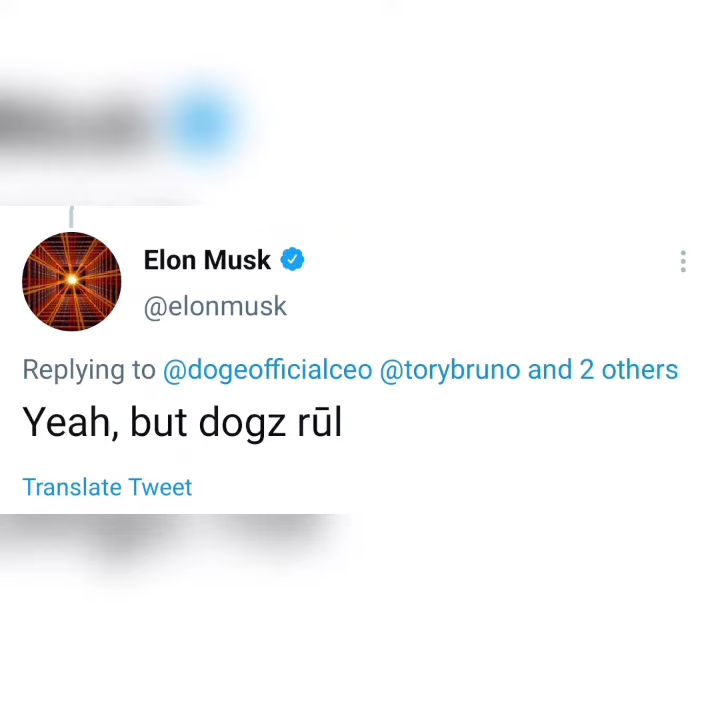 Elon Musk
@elonmusk
Replying to @dogeofficialceo @torybruno and 2 others
Yeah, but dogz rūl
Translate Tweet